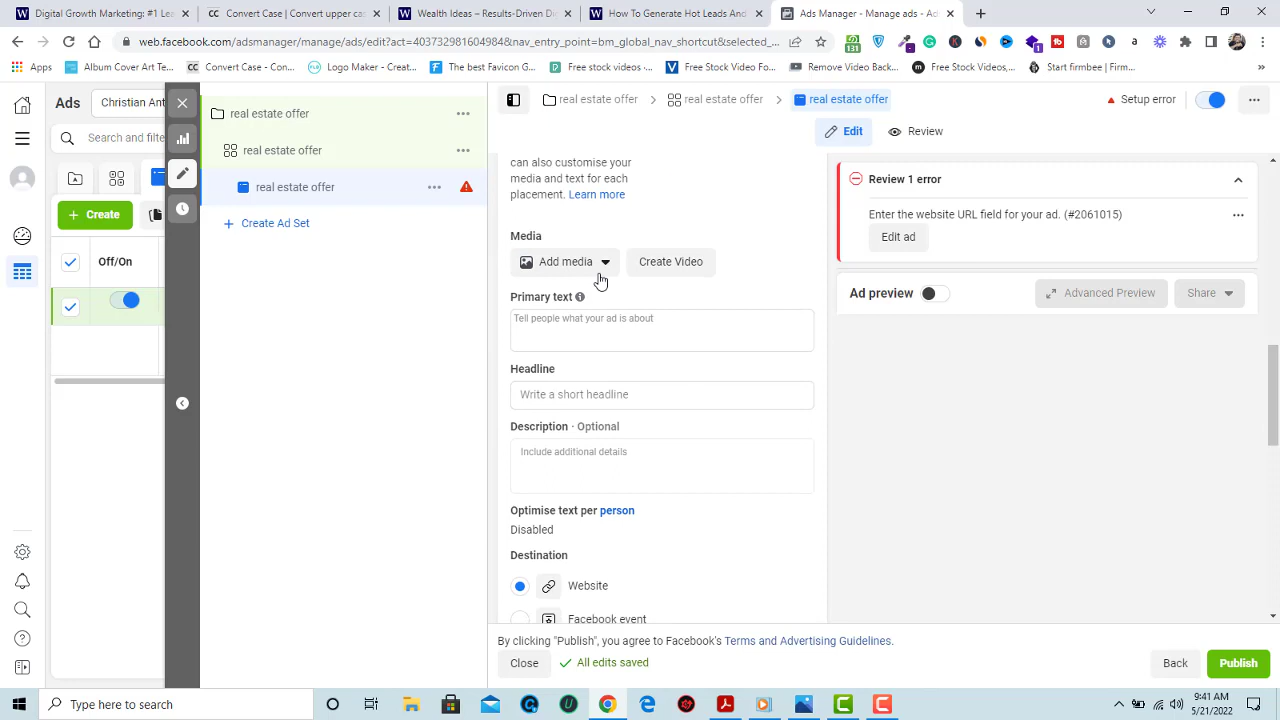 Digital Marketing: #1 Lea
CC Convert Case - Convert upper cas
Wealth Ideas – Results-Driven Di
How To Generate Hot Leads And
Ads Manager - Manage ads - Ad
web.facebook.com/adsmanager/manage/ads/edit?act=40373298160498​4&nav_entry_point=bm_global_nav_shortcut&selected_...
Apps
Album Cover Art Te...
CC Convert Case - Con...
Logo Maker - Creat...
The best Favicon G...
Free stock videos ·...
Free Stock Video Fo...
Remove Video Back...
Free Stock Videos,...
Start firmbee | Firm...
Ads
Christian Ant
Search and filte
Create
Off/On
real estate offer
real estate offer
real estate offer
Create Ad Set
real estate offer
real estate offer
real estate offer
Setup error
Edit
Review
can also customise your
media and text for each
placement. Learn more
Media
Add media
Create Video
Primary text
Tell people what your ad is about
Headline
Write a short headline
Description · Optional
Include additional details
Optimise text per person
Disabled
Destination
Website
Facebook event
Review 1 error
Enter the website URL field for your ad. (#2061015)
Edit ad
Ad preview
Advanced Preview
Share
By clicking "Publish", you agree to Facebook's Terms and Advertising Guidelines.
Close
All edits saved
Back
Publish
Type here to search
9:41 AM
5/21/2022